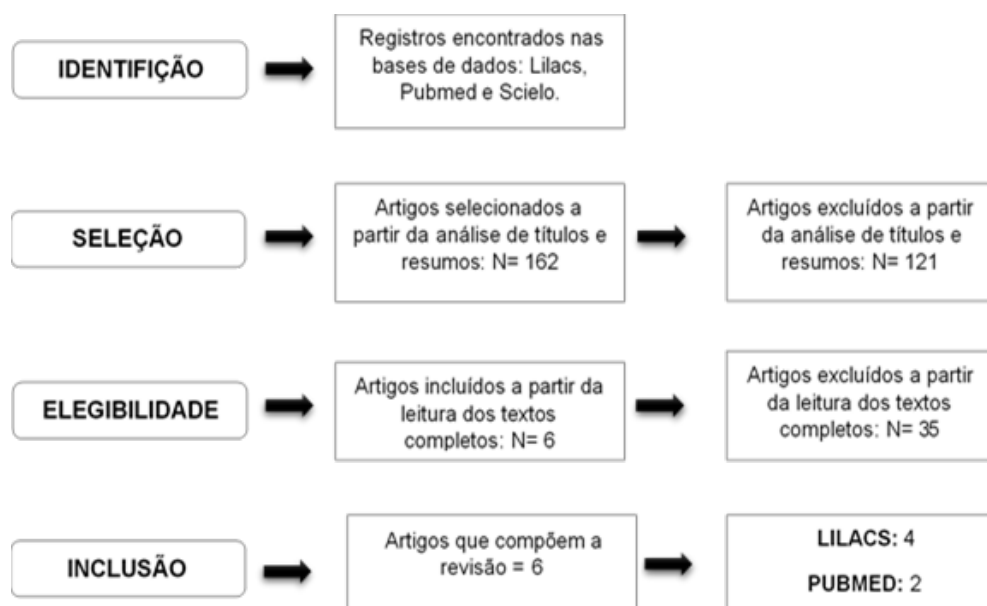 IDENTIFIÇÃO
Registros encontrados nas
bases de dados: Lilacs,
Pubmed e Scielo.
SELEÇÃO
Artigos selecionados a
partir da análise de títulos e
resumos: N= 162
Artigos excluídos a partir
da análise de títulos e
resumos: N= 121
ELEGIBILIDADE
Artigos incluídos a partir da
leitura dos textos
completos: N= 6
Artigos excluídos a partir
da leitura dos textos
completos: N= 35
INCLUSÃO
Artigos que compõem a
revisão = 6
LILACS: 4
PUBMED: 2